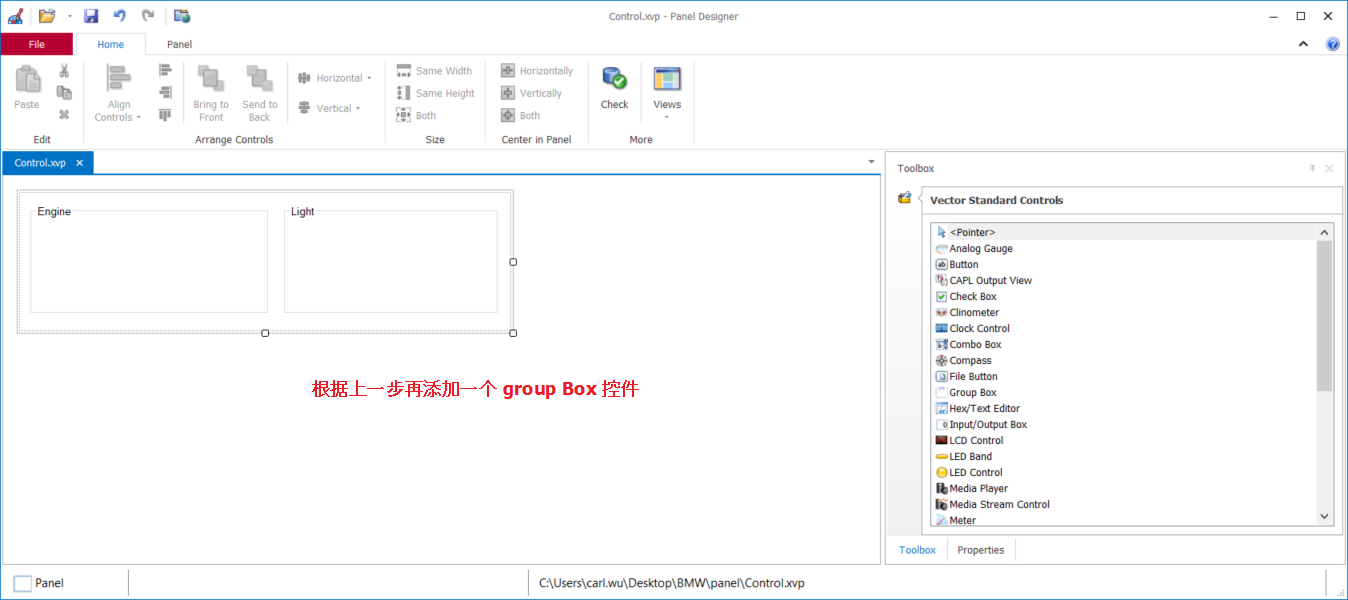 Control.xvp - Panel Designer
File
Home
Panel
Paste
Align
Controls
Bring to
Front
Send to
Back
Horizontal
Vertical
Same Width
Same Height
Both
Horizontally
Vertically
Both
Check
Views
Edit
Arrange Controls
Size
Center in Panel
More
Control.xvp
Engine
Light
根据上一步再添加一个 group Box 控件
Toolbox
Vector Standard Controls
<Pointer>
Analog Gauge
Button
CAPL Output View
Check Box
Clinometer
Clock Control
Combo Box
Compass
File Button
Group Box
Hex/Text Editor
Input/Output Box
LCD Control
LED Band
LED Control
Media Player
Media Stream Control
Meter
Toolbox
Properties
Panel
C:\Users\carl.wu\Desktop\BMW\panel\Control.xvp